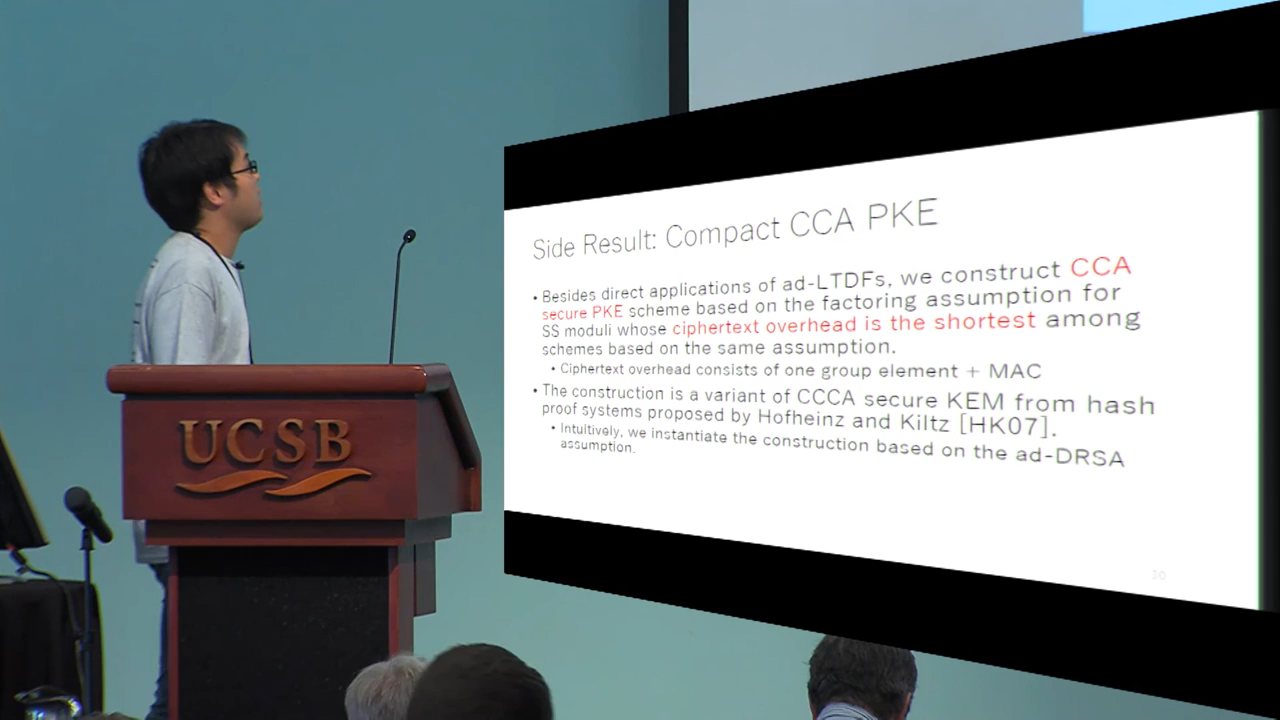 UCSB
Side Result: Compact CCA PKE
• Besides direct applications of ad-LTDFs, we construct CCA
secure PKE scheme based on the factoring assumption for
SS moduli whose ciphertext overhead is the shortest among
schemes based on the same assumption.
• Ciphertext overhead consists of one group element + MAC
• The construction is a variant of CCCA secure KEM from hash
proof systems proposed by Hofheinz and Kiltz [HK07].
• Intuitively, we instantiate the construction based on the ad-DRSA
assumption.
30